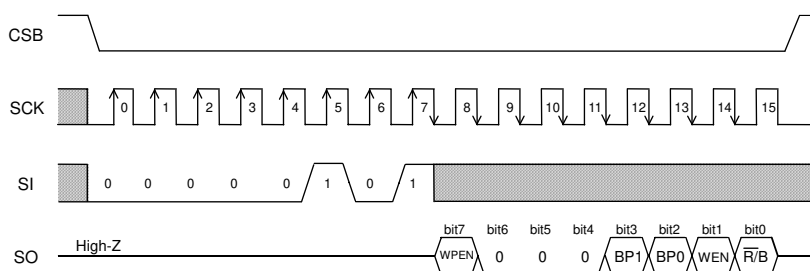 CSB
SCK 0 1 2 3 4 5 6 7 8 9 10 11 12 13 14 15
SI 0 0 0 0 0 1 0 1
bit7 bit6 bit5 bit4 bit3 bit2 bit1 bit0
SO High-Z WPEN 0 0 0 BP1 BP0 WEN R̅/B